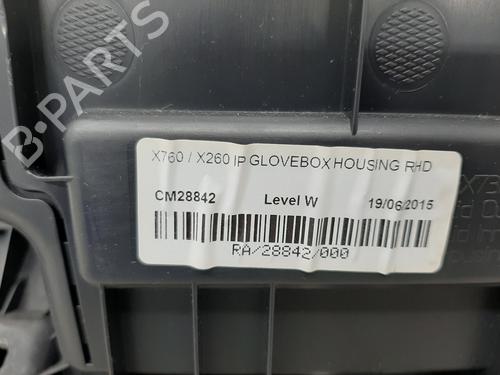 B-PARTS
X760 / X260 IP GLOVEBOX HOUSING RHD
CM28842 Level W 19/06/2015
RA/28842/000